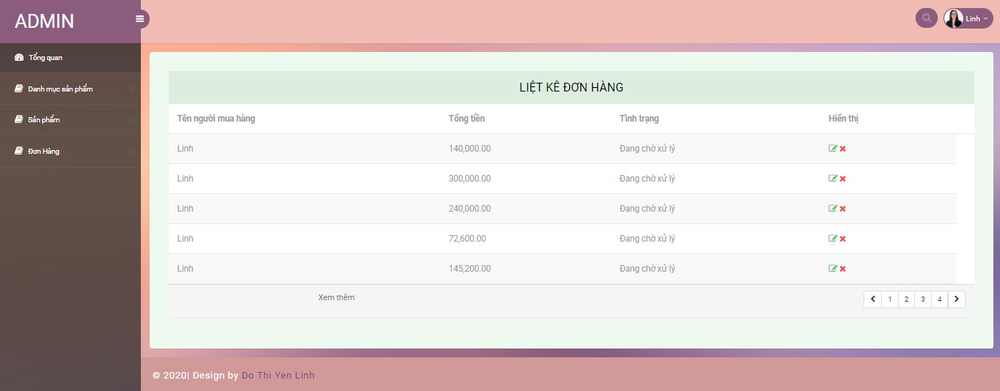 ADMIN
Linh
Tổng quan
Danh mục sản phẩm
Sản phẩm
Đơn Hàng
LIỆT KÊ ĐƠN HÀNG
Tên người mua hàng Tổng tiền Tình trạng Hiển thị
Linh 140,000.00 Đang chờ xử lý
Linh 300,000.00 Đang chờ xử lý
Linh 240,000.00 Đang chờ xử lý
Linh 72,600.00 Đang chờ xử lý
Linh 145,200.00 Đang chờ xử lý
Xem thêm 1 2 3 4
© 2020| Design by Do Thi Yen Linh